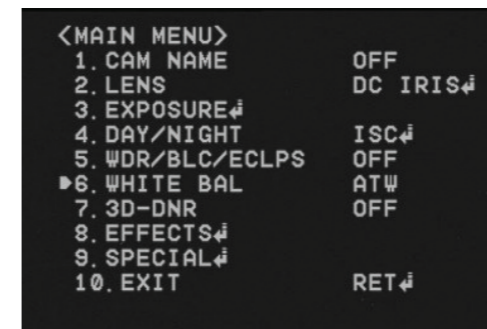 <MAIN MENU>
1. CAM NAME OFF
2. LENS DC IRIS↲
3. EXPOSURE↲
4. DAY/NIGHT ISC↲
5. WDR/BLC/ECLPS OFF
▶6. WHITE BAL ATW
7. 3D-DNR OFF
8. EFFECTS↲
9. SPECIAL↲
10. EXIT RET↲